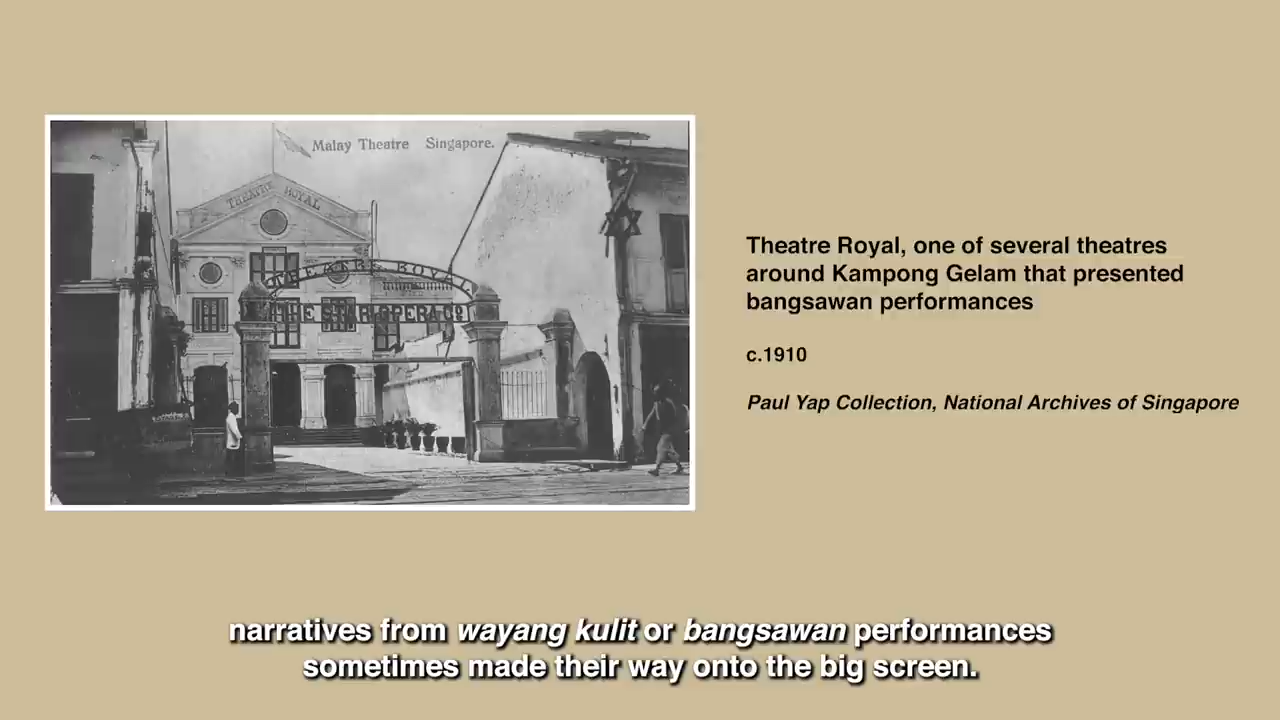 Malay Theatre Singapore.
THEATRE ROYAL
THEATRE ROYAL
THE STAR OPERA CO
Theatre Royal, one of several theatres
around Kampong Gelam that presented
bangsawan performances
c.1910
Paul Yap Collection, National Archives of Singapore
narratives from wayang kulit or bangsawan performances
sometimes made their way onto the big screen.